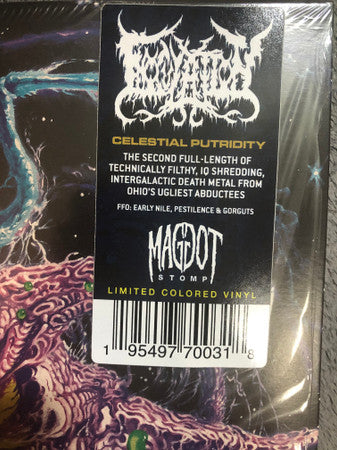 CELESTIAL PUTRIDITY
THE SECOND FULL-LENGTH OF
TECHNICALLY FILTHY, IQ SHREDDING,
INTERGALACTIC DEATH METAL FROM
OHIO'S UGLIEST ABDUCTEES
FFO: EARLY NILE, PESTILENCE & GORGUTS
MAGGOT
STOMP
LIMITED COLORED VINYL
1 95497 70031 8